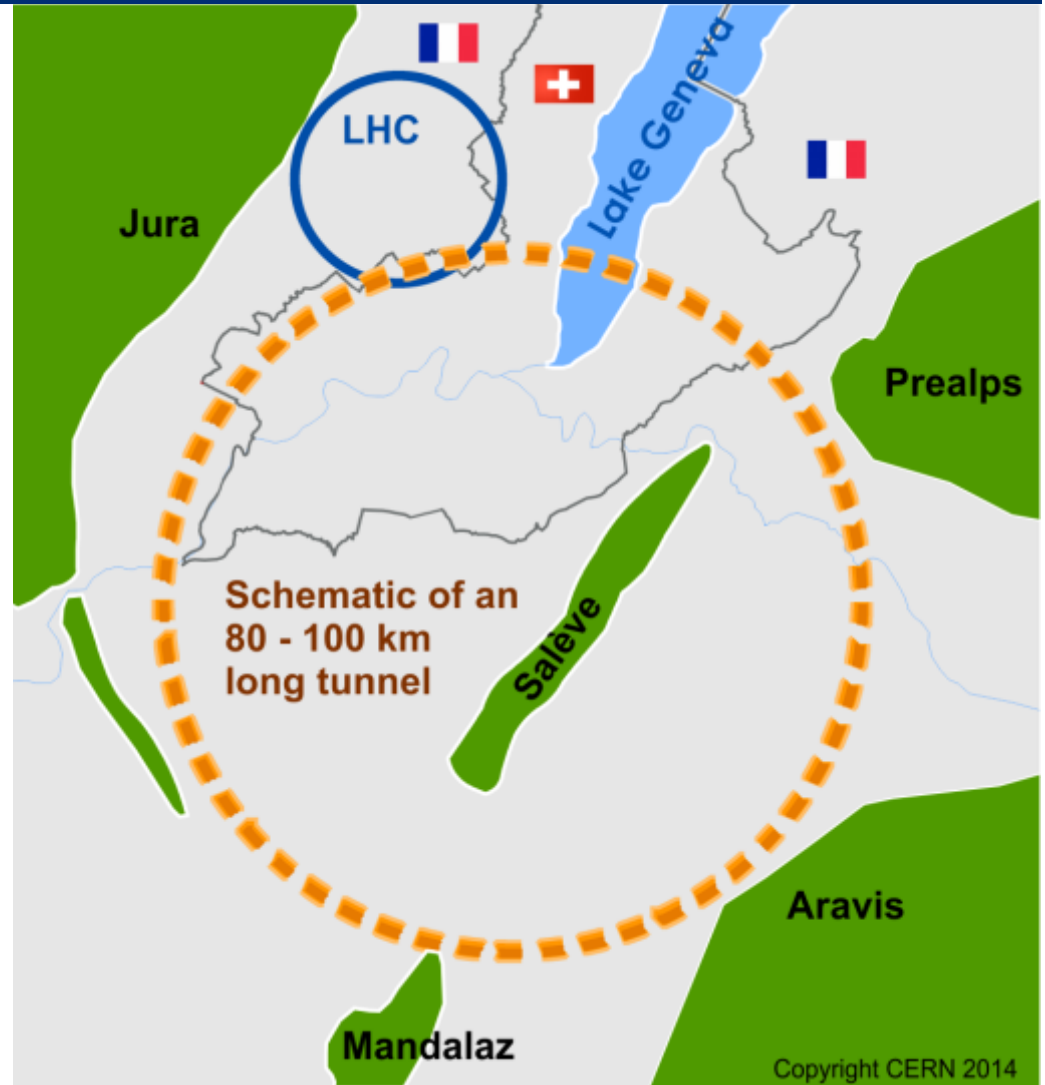 LHC
Lake Geneva
Jura
Prealps
Schematic of an
80 - 100 km
long tunnel
Salève
Aravis
Mandalaz
Copyright CERN 2014